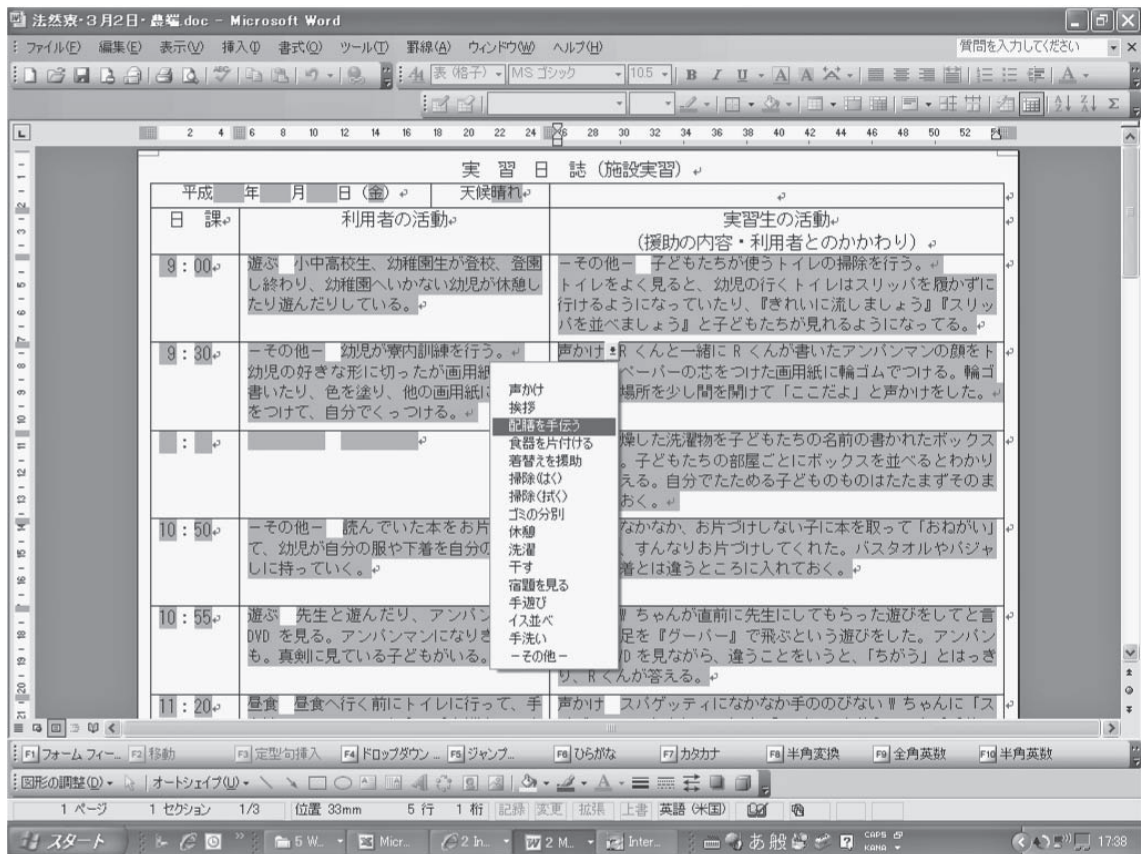 法然寮・3月2日・農端.doc - Microsoft Word
ファイル(F) 編集(E) 表示(V) 挿入(I) 書式(O) ツール(T) 罫線(A) ウィンドウ(W) ヘルプ(H) 質問を入力してください
表 (格子) MS ゴシック 10.5 B I U A A A
2 4 6 8 10 12 14 16 18 20 22 24 28 30 32 34 36 38 40 42 44 46 48 50 52
実 習 日 誌 (施設実習)
平成 年 月 日 (金) 天候晴れ
日 課 利用者の活動 実習生の活動
(援助の内容・利用者とのかかわり)
9:00 遊ぶ 小中高校生、幼稚園生が登校、登園
し終わり、幼稚園へいかない幼児が休憩し
たり遊んだりしている。
-その他- 子どもたちが使うトイレの掃除を行う。
トイレをよく見ると、幼児の行くトイレはスリッパを履かずに
行けるようになっていたり、『きれいに流しましょう』『スリッ
パを並べましょう』と子どもたちが見れるようになってる。
9:30 -その他- 幼児が寮内訓練を行う。
幼児の好きな形に切ったが画用紙
書いたり、色を塗り、他の画用紙に
をつけて、自分でくっつける。
声かけ R くんと一緒に R くんが書いたアンパンマンの顔をト
ペーパーの芯をつけた画用紙に輪ゴムでつける。輪ゴ
場所を少し間を開けて「ここだよ」と声かけをした。
:
燥した洗濯物を子どもたちの名前の書かれたボックス
。子どもたちの部屋ごとにボックスを並べるとわかり
える。自分でたためる子どものものはたたまずそのま
おく。
10:50 -その他- 読んでいた本をお片
て、幼児が自分の服や下着を自分の
しに持っていく。
なかなか、お片づけしない子に本を取って「おねがい」
、すんなりお片づけしてくれた。バスタオルやパジャ
着とは違うところに入れておく。
10:55 遊ぶ 先生と遊んだり、アンパン
DVD を見る。アンパンマンになりき
も。真剣に見ている子どもがいる。
W ちゃんが直前に先生にしてもらった遊びをしてと言
足を『グーパー』で飛ぶという遊びをした。アンパン
VD を見ながら、違うことをいうと、「ちがう」とはっき
り、R くんが答える。
11:20 昼食 昼食へ行く前にトイレに行って、手
声かけ スパゲッティになかなか手ののびない W ちゃんに「ス
声かけ
挨拶
配膳を手伝う
食器を片付ける
着替えを援助
掃除(はく)
掃除(拭く)
ゴミの分別
休憩
洗濯
干す
宿題を見る
手遊び
イス並べ
手洗い
-その他-
F1 フォーム フィー... F2 移動 F3 定型句挿入 F4 ドロップダウン ... F5 ジャンプ... F6 ひらがな F7 カタカナ F8 半角変換 F9 全角英数 F10 半角英数
図形の調整(D) オートシェイプ(U)
1 ページ 1 セクション 1/3 位置 33mm 5 行 1 桁 記録 変更 拡張 上書 英語 (米国)
スタート 5 W... Micr... 2 In... 2 M... Inter... あ 般 CAPS KANA 17:38